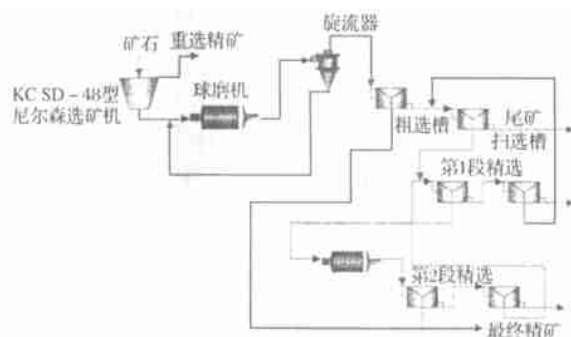 矿石
重选精矿
旋流器
KC SD-48型
尼尔森选矿机
球磨机
粗选槽
尾矿
扫选槽
第1段精选
第2段精选
最终精矿